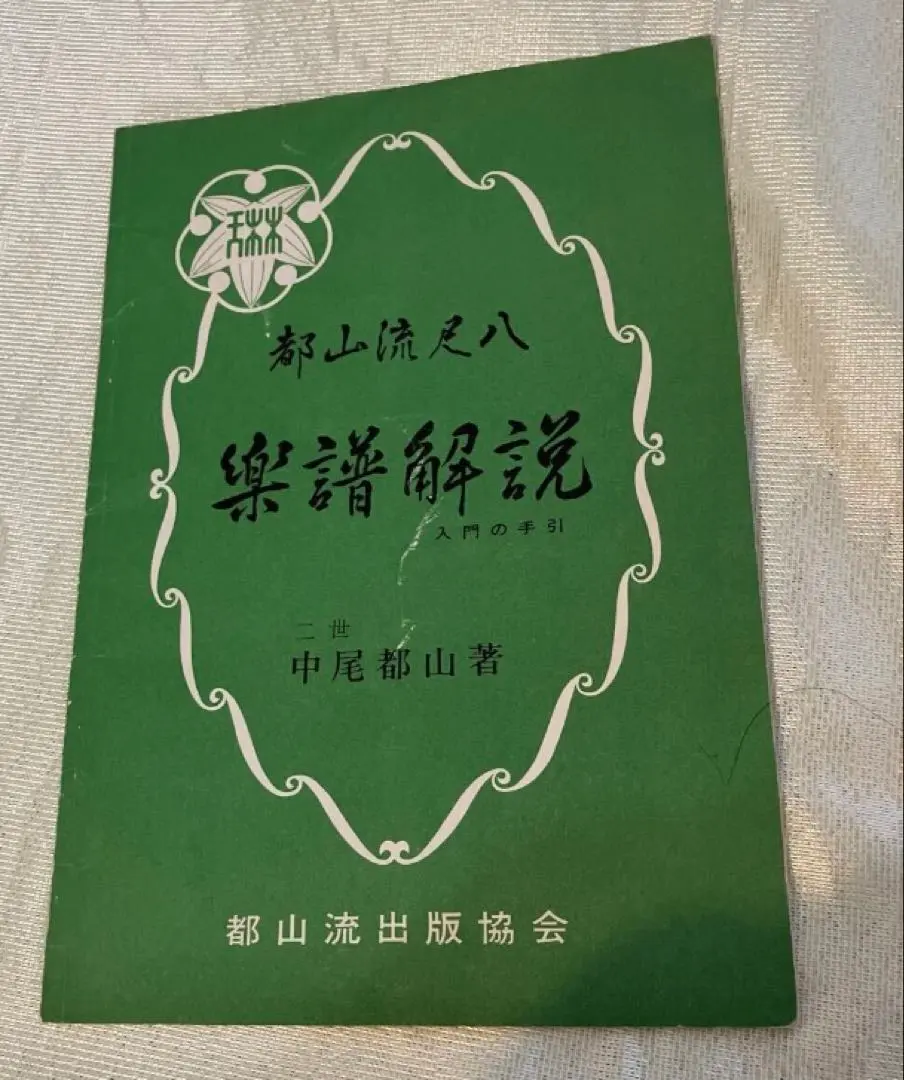 都山流尺八
樂譜解説
入門の手引
二世
中尾都山著
都山流出版協会